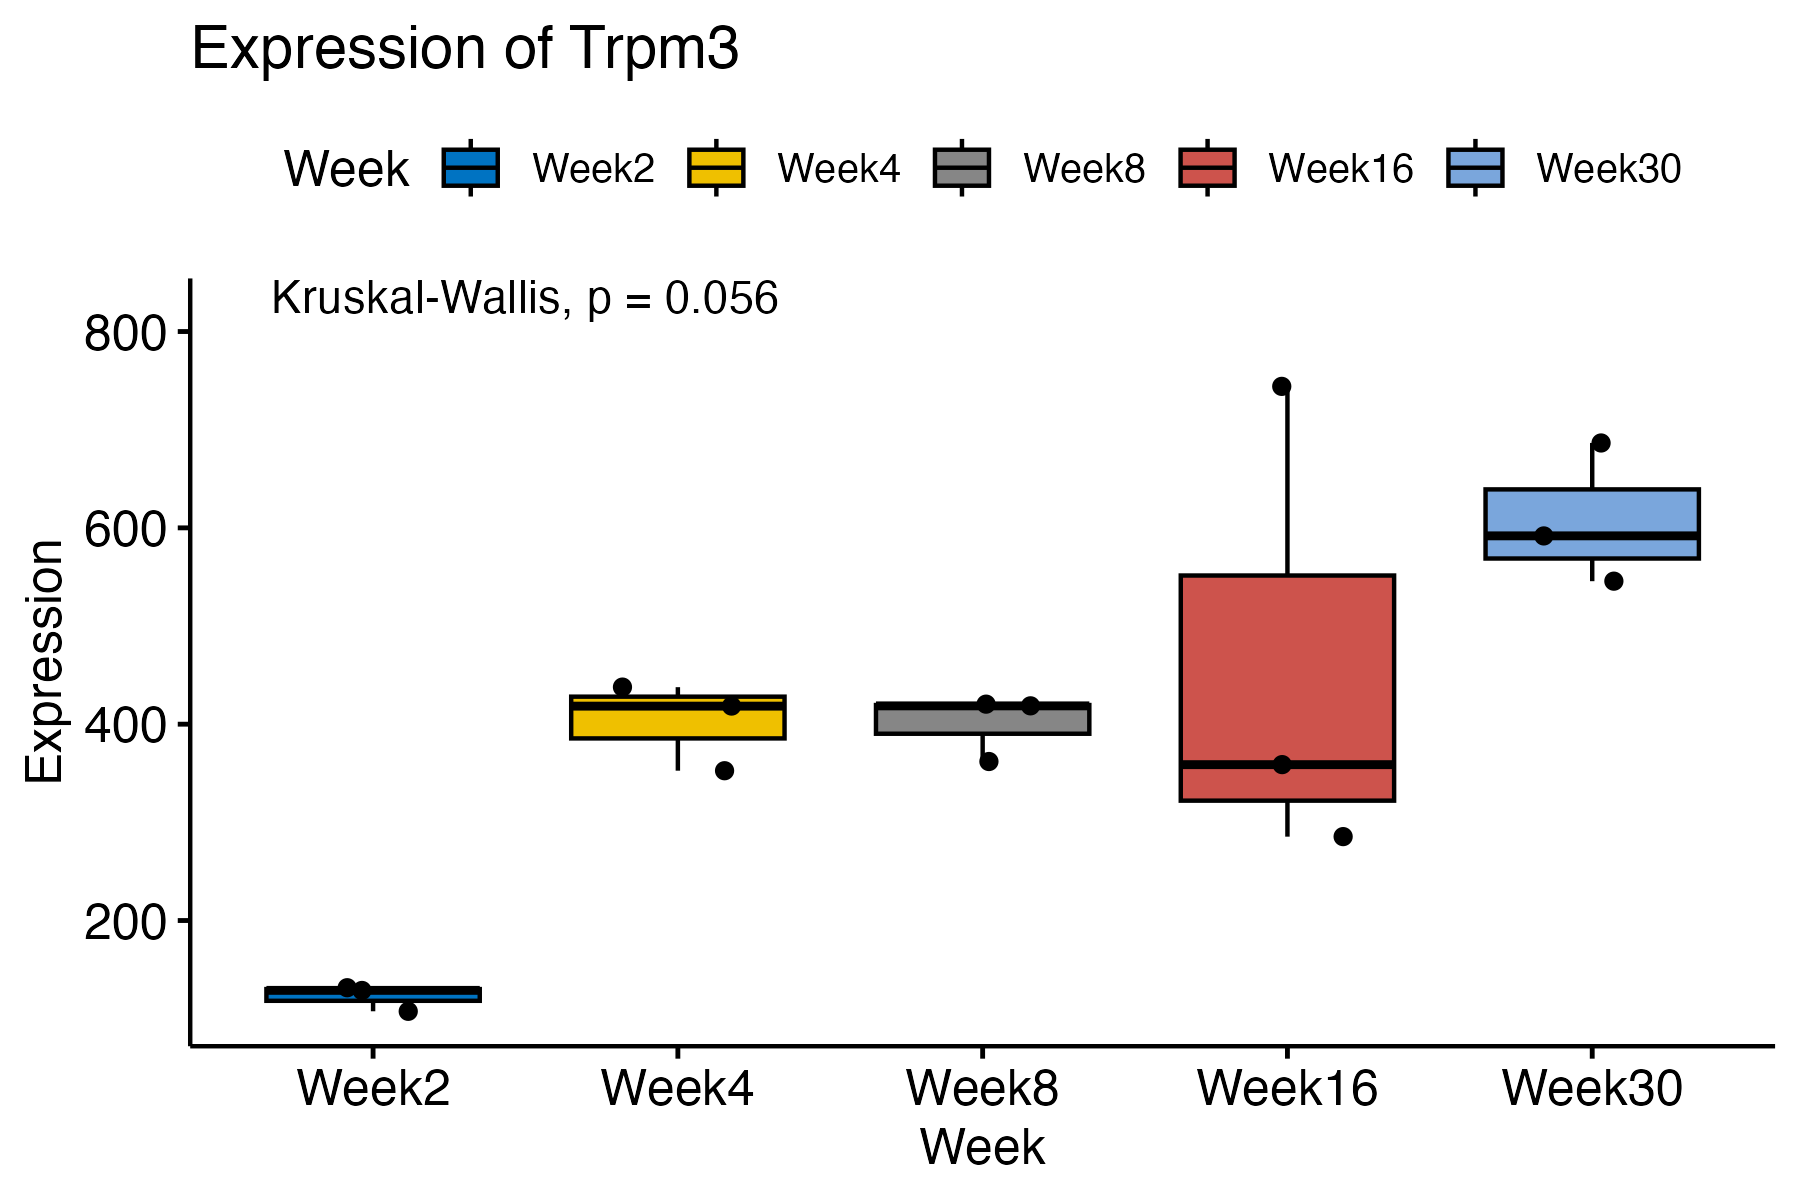 Expression of Trpm3
Week Week2 Week4 Week8 Week16 Week30
Kruskal-Wallis, p = 0.056
800
600
400
200
Expression
Week2 Week4 Week8 Week16 Week30
Week